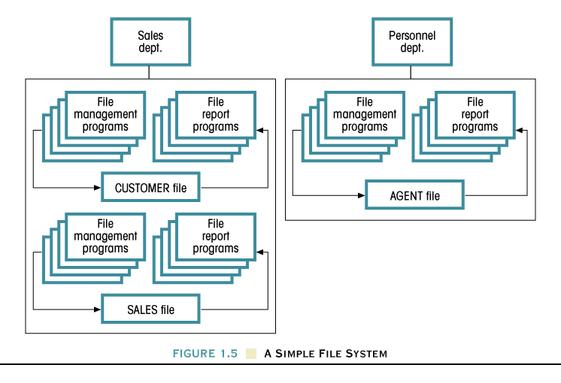 Sales
dept.
Personnel
dept.
File
management
programs
File
report
programs
CUSTOMER file
File
management
programs
File
report
programs
SALES file
File
management
programs
File
report
programs
AGENT file
FIGURE 1.5 A SIMPLE FILE SYSTEM